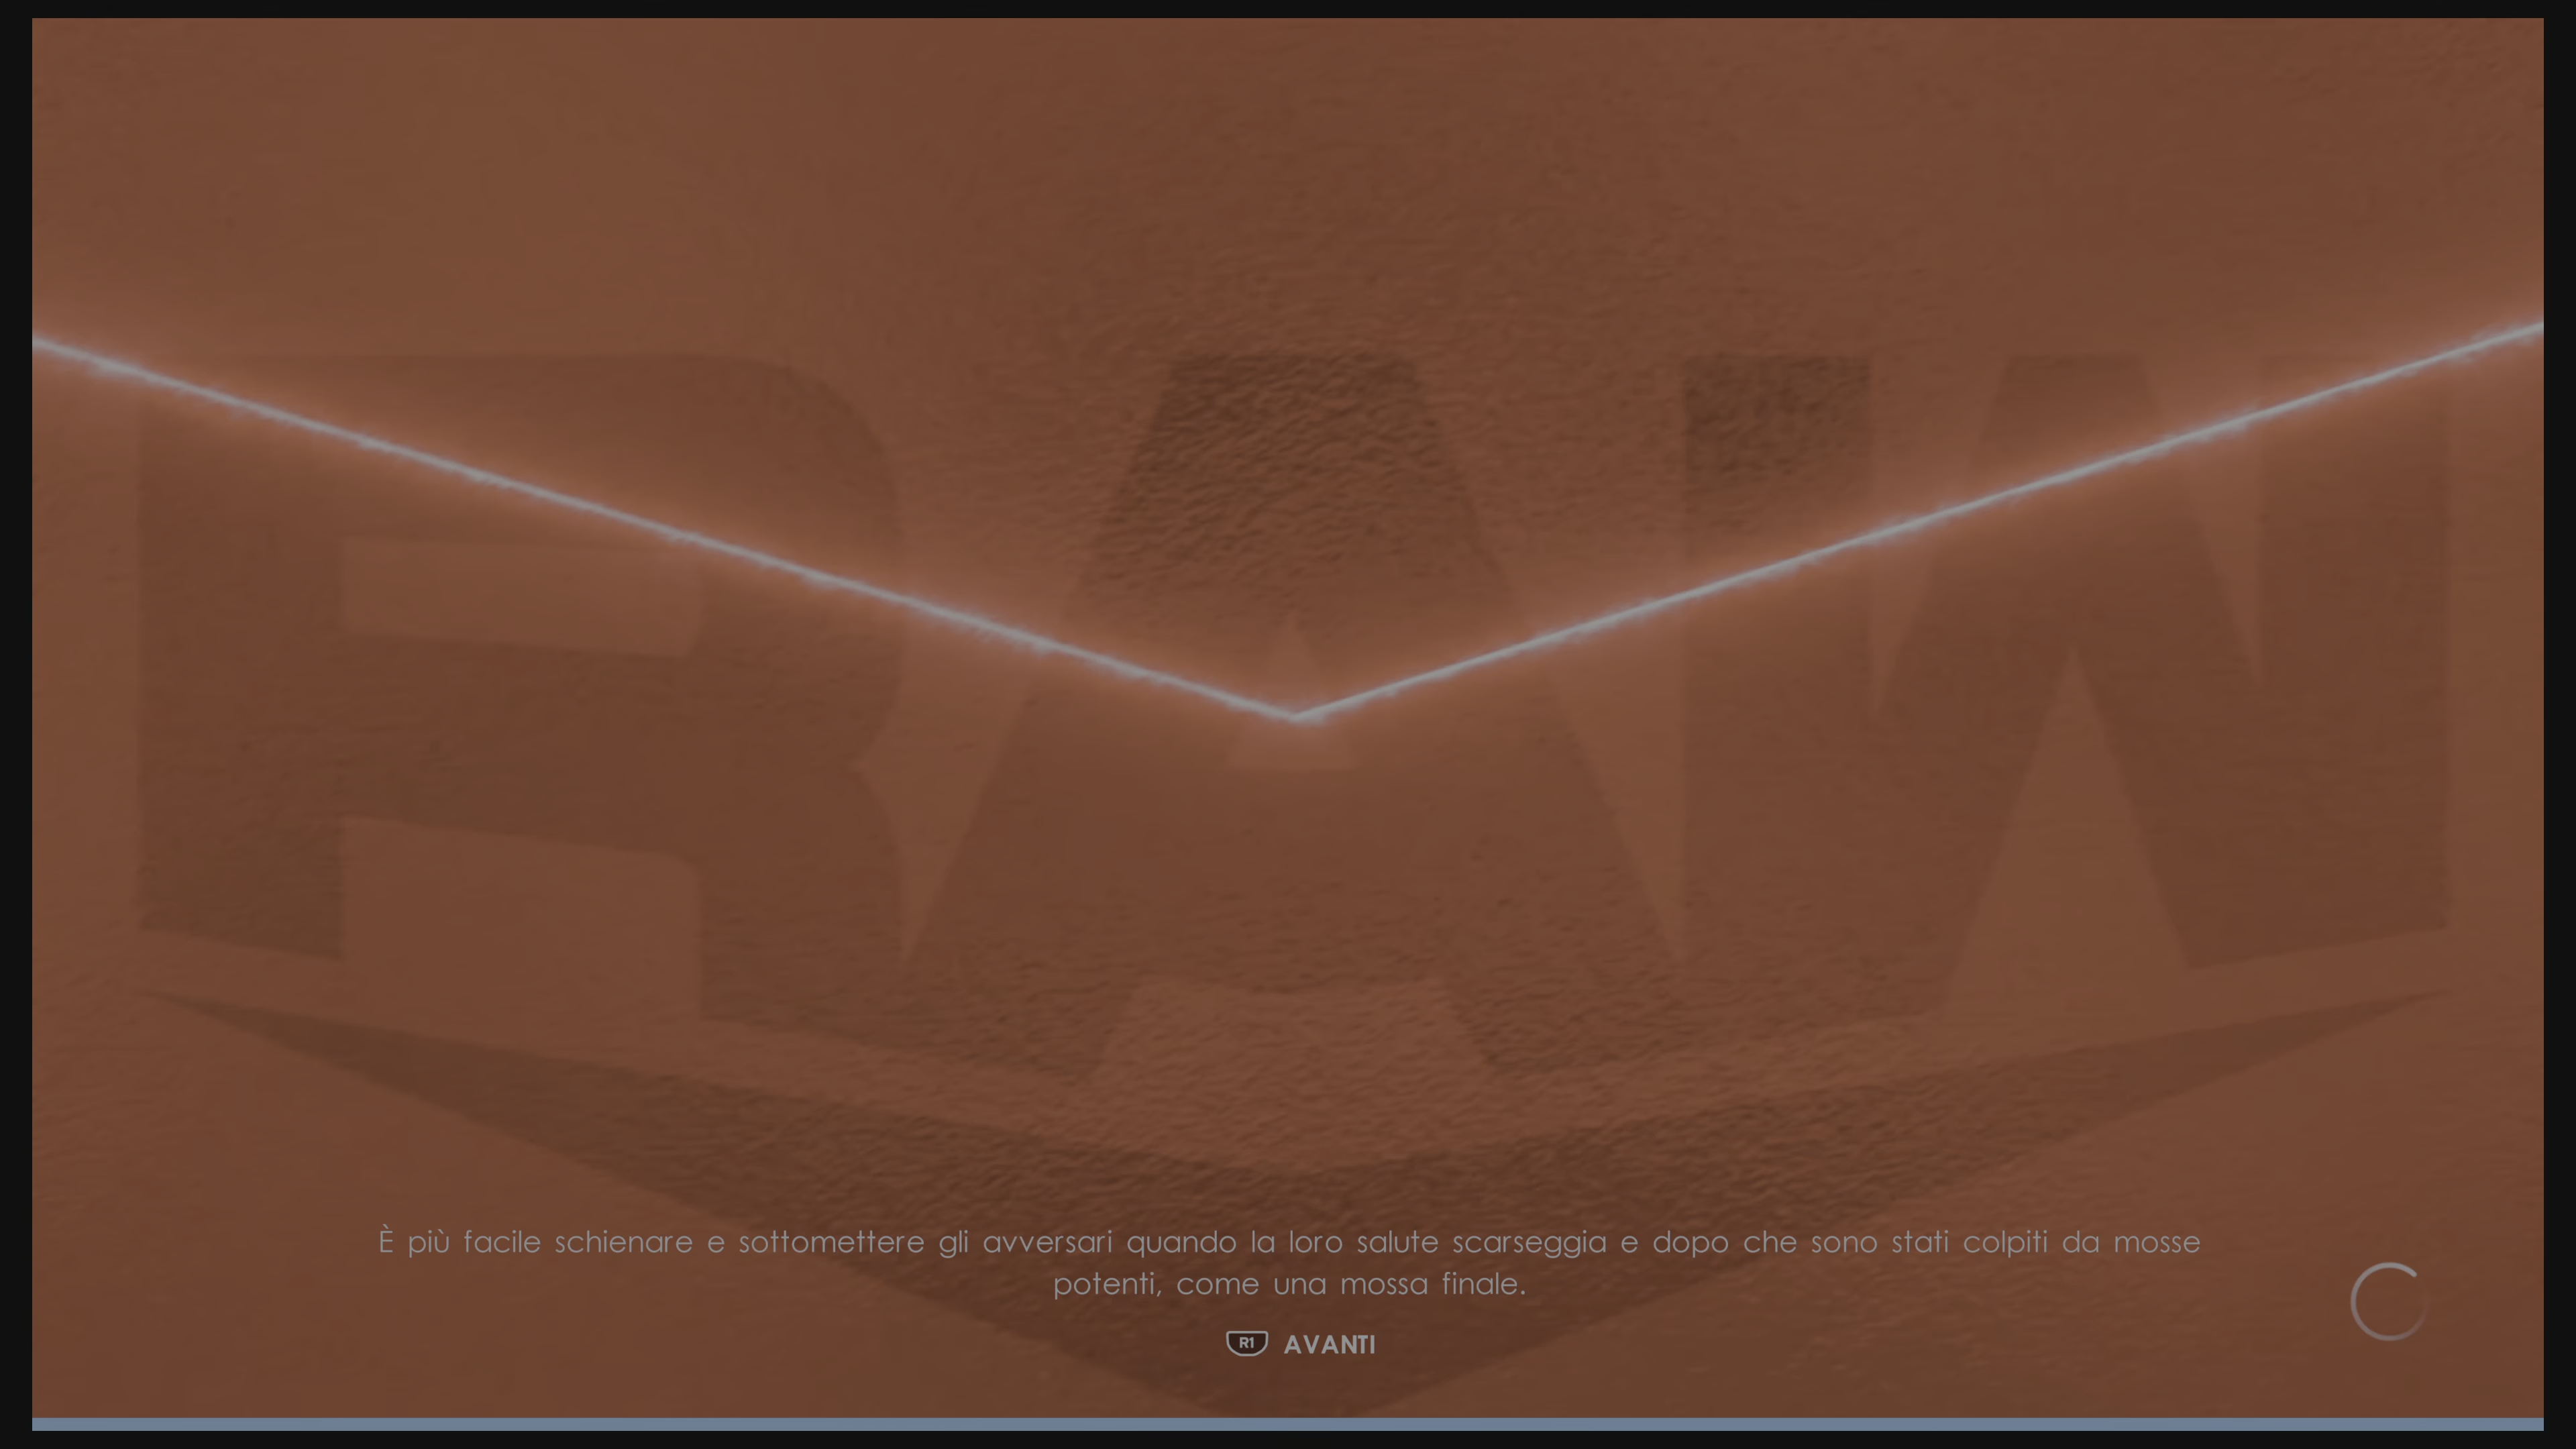 RAW
È più facile schienare e sottomettere gli avversari quando la loro salute scarseggia e dopo che sono stati colpiti da mosse
potenti, come una mossa finale.
R1 AVANTI